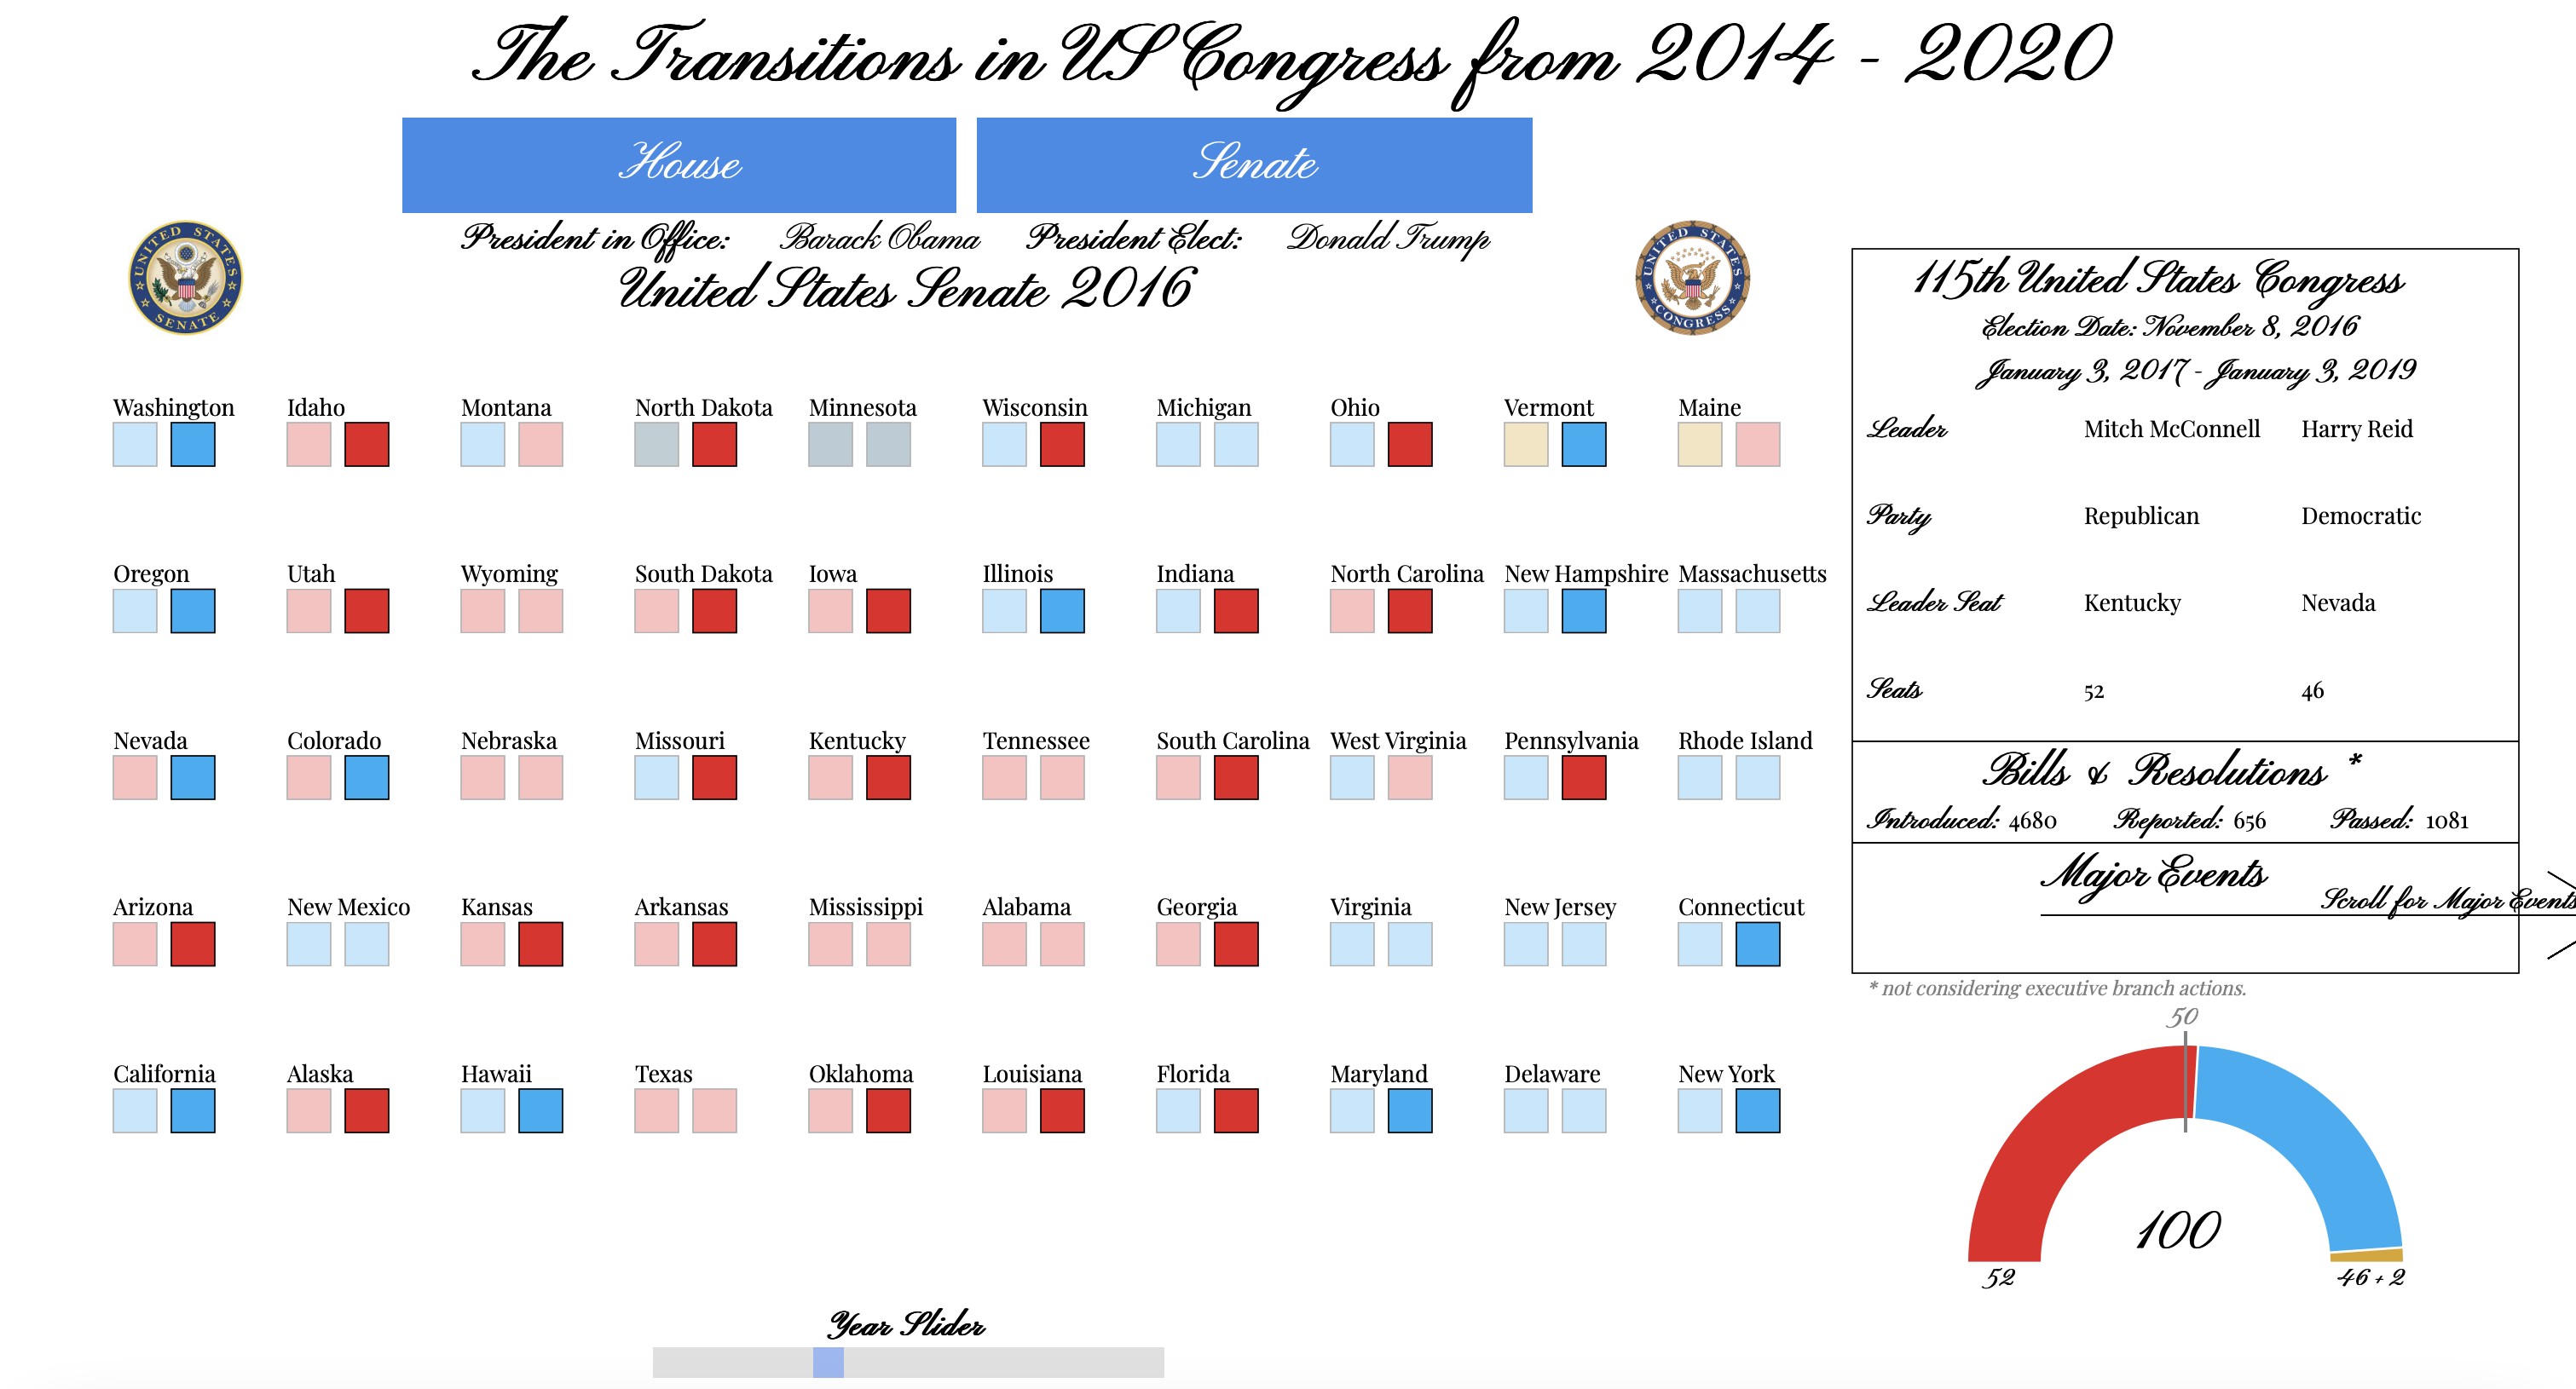 The Transitions in US Congress from 2014 - 2020
House Senate
President in Office: Barack Obama President Elect: Donald Trump
United States Senate 2016
UNITED STATES SENATE
UNITED STATES CONGRESS
Washington Idaho Montana North Dakota Minnesota Wisconsin Michigan Ohio Vermont Maine
Oregon Utah Wyoming South Dakota Iowa Illinois Indiana North Carolina New Hampshire Massachusetts
Nevada Colorado Nebraska Missouri Kentucky Tennessee South Carolina West Virginia Pennsylvania Rhode Island
Arizona New Mexico Kansas Arkansas Mississippi Alabama Georgia Virginia New Jersey Connecticut
California Alaska Hawaii Texas Oklahoma Louisiana Florida Maryland Delaware New York
Year Slider
115th United States Congress
Election Date: November 8, 2016
January 3, 2017 - January 3, 2019
Leader Mitch McConnell Harry Reid
Party Republican Democratic
Leader Seat Kentucky Nevada
Seats 52 46
Bills & Resolutions *
Introduced: 4680 Reported: 656 Passed: 1081
Major Events
Scroll for Major Events
* not considering executive branch actions.
50
100
52 46 + 2